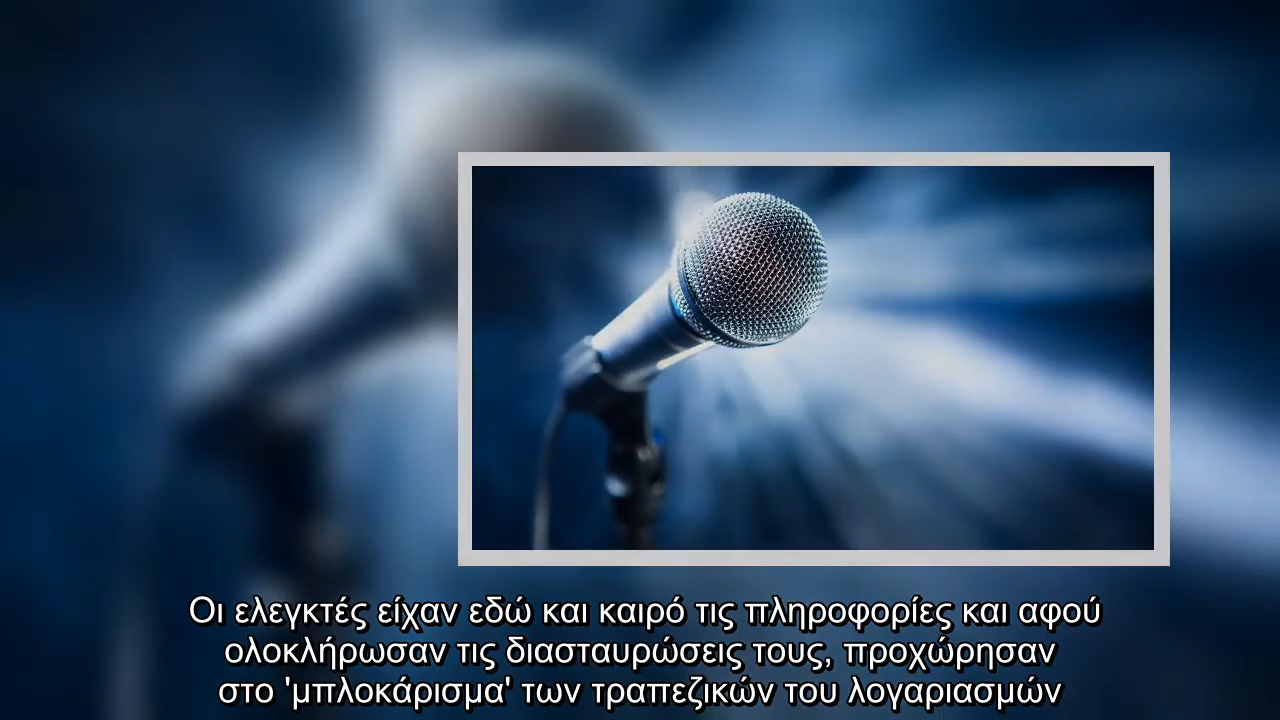 Οι ελεγκτές είχαν εδώ και καιρό τις πληροφορίες και αφού
ολοκλήρωσαν τις διασταυρώσεις τους, προχώρησαν
στο 'μπλοκάρισμα' των τραπεζικών του λογαριασμών